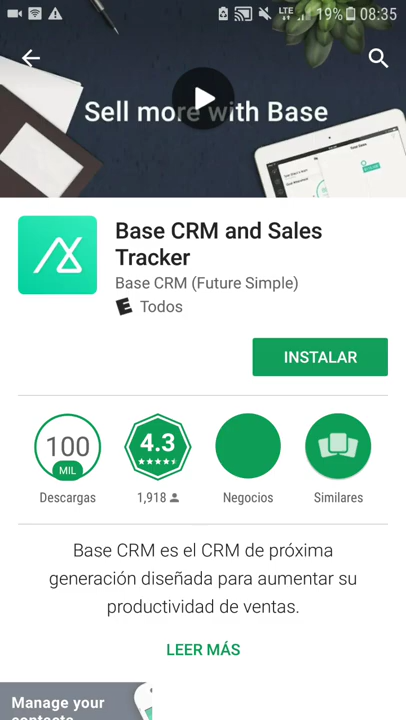 LTE 19% 08:35
Sell more with Base
Base CRM and Sales
Tracker
Base CRM (Future Simple)
E Todos
INSTALAR
100
MIL
4.3
Descargas
1,918
Negocios
Similares
Base CRM es el CRM de próxima
generación diseñada para aumentar su
productividad de ventas.
LEER MÁS
Manage your
contacts